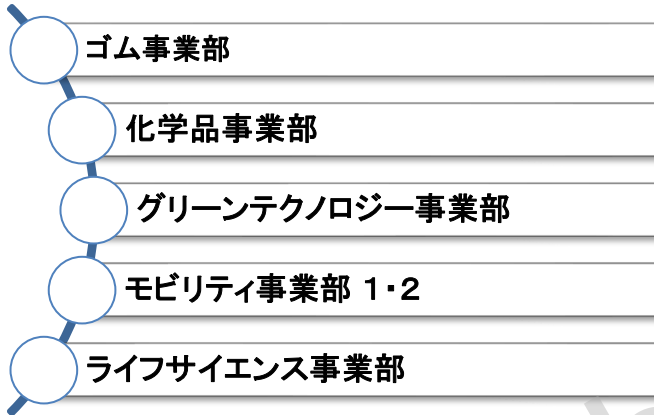 ゴム事業部
化学品事業部
グリーンテクノロジー事業部
モビリティ事業部 1・2
ライフサイエンス事業部